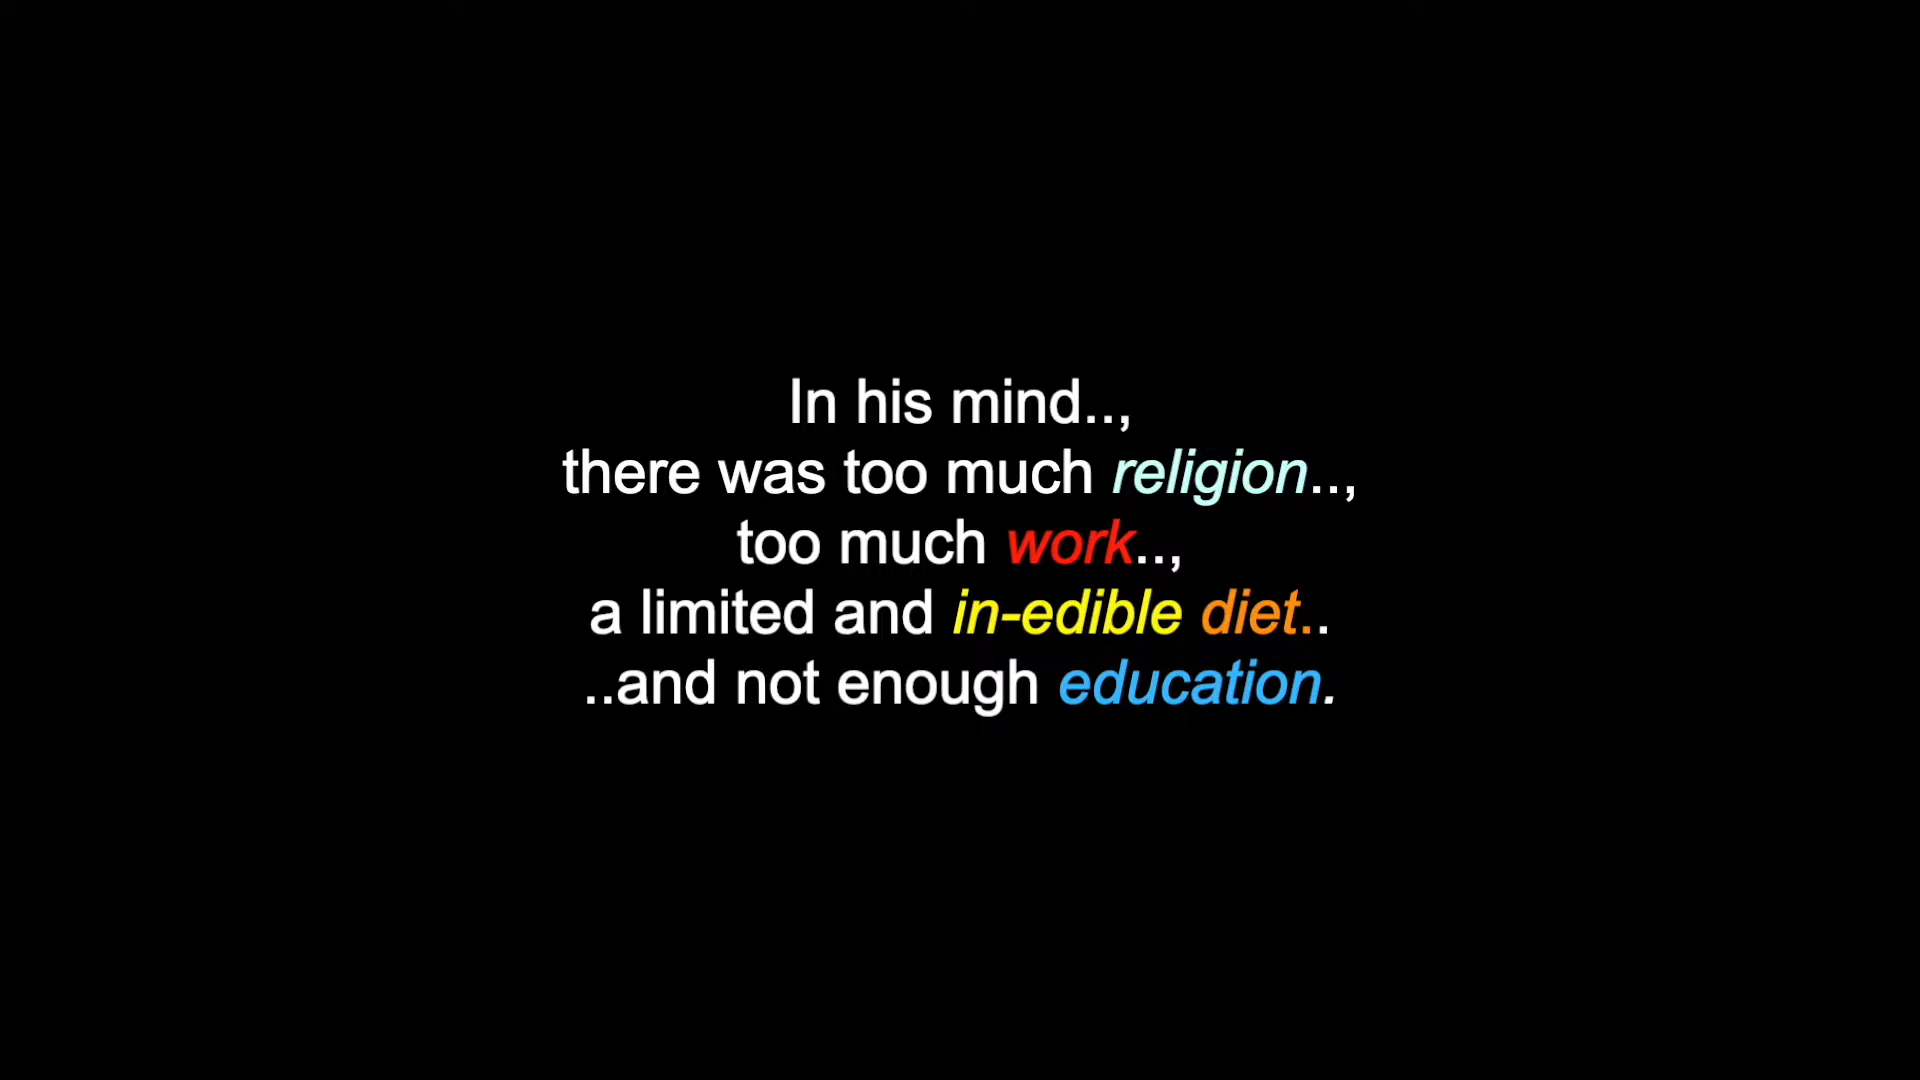 In his mind..,
there was too much religion..,
too much work..,
a limited and in-edible diet..
..and not enough education.